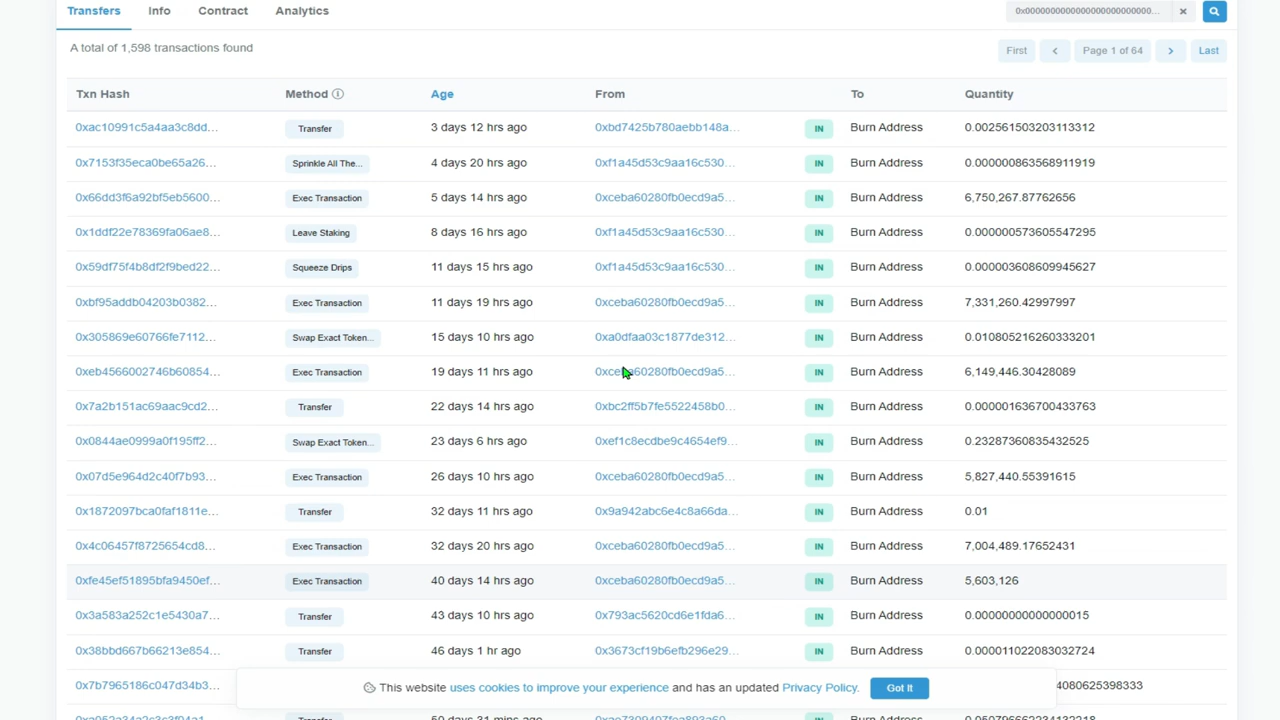 Transfers Info Contract Analytics 0x0000000000000000000000000...
A total of 1,598 transactions found First Page 1 of 64 Last
Txn Hash Method Age From To Quantity
0xac10991c5a4aa3c8dd... Transfer 3 days 12 hrs ago 0xbd7425b780aebb148a... IN Burn Address 0.002561503203113312
0x7153f35eca0be65a26... Sprinkle All The... 4 days 20 hrs ago 0xf1a45d53c9aa16c530... IN Burn Address 0.000000863568911919
0x66dd3f6a92bf5eb5600... Exec Transaction 5 days 14 hrs ago 0xceba60280fb0ecd9a5... IN Burn Address 6,750,267.87762656
0x1ddf22e78369fa06ae8... Leave Staking 8 days 16 hrs ago 0xf1a45d53c9aa16c530... IN Burn Address 0.000000573605547295
0x59df75f4b8df2f9bed22... Squeeze Drips 11 days 15 hrs ago 0xf1a45d53c9aa16c530... IN Burn Address 0.000003608609945627
0xbf95addb04203b0382... Exec Transaction 11 days 19 hrs ago 0xceba60280fb0ecd9a5... IN Burn Address 7,331,260.42997997
0x305869e60766fe7112... Swap Exact Token... 15 days 10 hrs ago 0xa0dfaa03c1877de312... IN Burn Address 0.010805216260333201
0xeb4566002746b60854... Exec Transaction 19 days 11 hrs ago 0xceba60280fb0ecd9a5... IN Burn Address 6,149,446.30428089
0x7a2b151ac69aac9cd2... Transfer 22 days 14 hrs ago 0xbc2ff5b7fe5522458b0... IN Burn Address 0.000001636700433763
0x0844ae0999a0f195ff2... Swap Exact Token... 23 days 6 hrs ago 0xef1c8ecdbe9c4654ef9... IN Burn Address 0.23287360835432525
0x07d5e964d2c40f7b93... Exec Transaction 26 days 10 hrs ago 0xceba60280fb0ecd9a5... IN Burn Address 5,827,440.55391615
0x1872097bca0faf1811e... Transfer 32 days 11 hrs ago 0x9a942abc6e4c8a66da... IN Burn Address 0.01
0x4c06457f8725654cd8... Exec Transaction 32 days 20 hrs ago 0xceba60280fb0ecd9a5... IN Burn Address 7,004,489.17652431
0xfe45ef51895bfa9450ef... Exec Transaction 40 days 14 hrs ago 0xceba60280fb0ecd9a5... IN Burn Address 5,603,126
0x3a583a252c1e5430a7... Transfer 43 days 10 hrs ago 0x793ac5620cd6e1fda6... IN Burn Address 0.00000000000000015
0x38bbd667b66213e854... Transfer 46 days 1 hr ago 0x3673cf19b6efb296e29... IN Burn Address 0.000011022083032724
0x7b7965186c047d34b3... 4080625398333
This website uses cookies to improve your experience and has an updated Privacy Policy. Got It